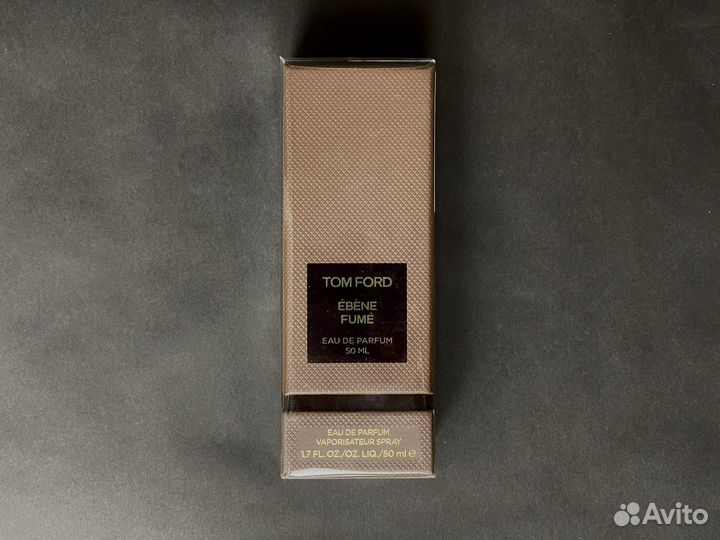 TOM FORD
ÉBÈNE
FUMÉ
EAU DE PARFUM
50 ML
EAU DE PARFUM
VAPORISATEUR SPRAY
1.7 FL. OZ./OZ. LIQ./50 ml ℮
Avito